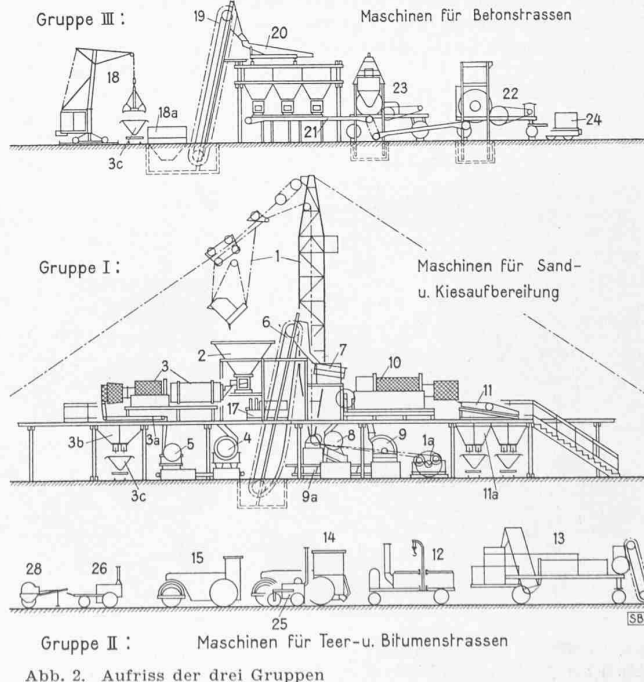 Gruppe III : Maschinen für Betonstrassen
19
20
18
18a
3c
21
23
22
24
Gruppe I : Maschinen für Sand-
u. Kiesaufbereitung
1
6
2
7
3
10
17
11
3b
3a
5
4
8
9
1a
3c
9a
11a
28
26
15
14
25
12
13
SB
Gruppe II : Maschinen für Teer-u. Bitumenstrassen
Abb. 2. Aufriss der drei Gruppen